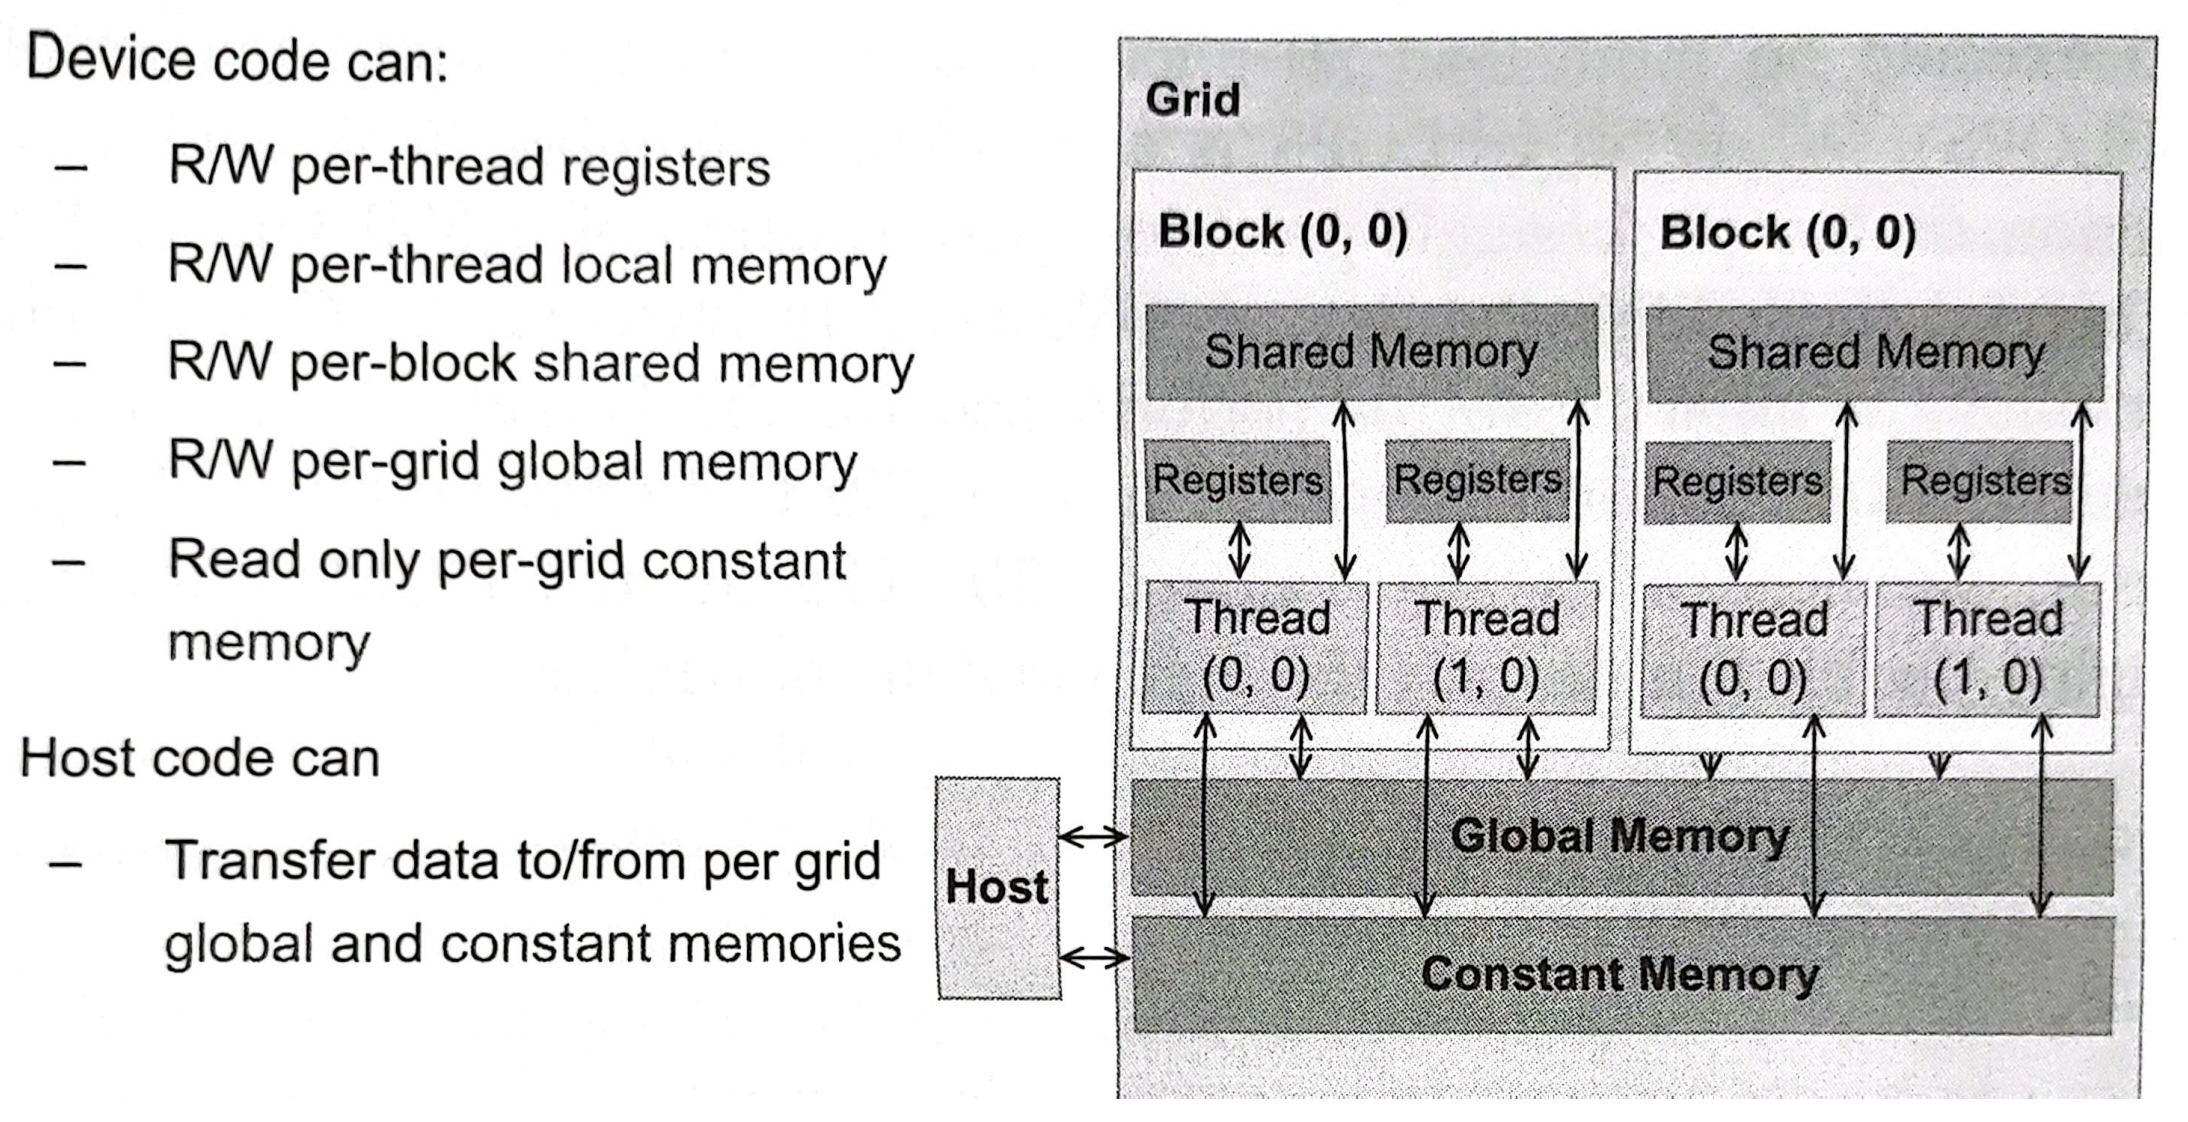 Device code can:
– R/W per-thread registers
– R/W per-thread local memory
– R/W per-block shared memory
– R/W per-grid global memory
– Read only per-grid constant
memory
Host code can
– Transfer data to/from per grid
global and constant memories
Grid
Block (0, 0)
Block (0, 0)
Shared Memory
Shared Memory
Registers
Registers
Registers
Registers
Thread
(0, 0)
Thread
(1, 0)
Thread
(0, 0)
Thread
(1, 0)
Host
Global Memory
Constant Memory